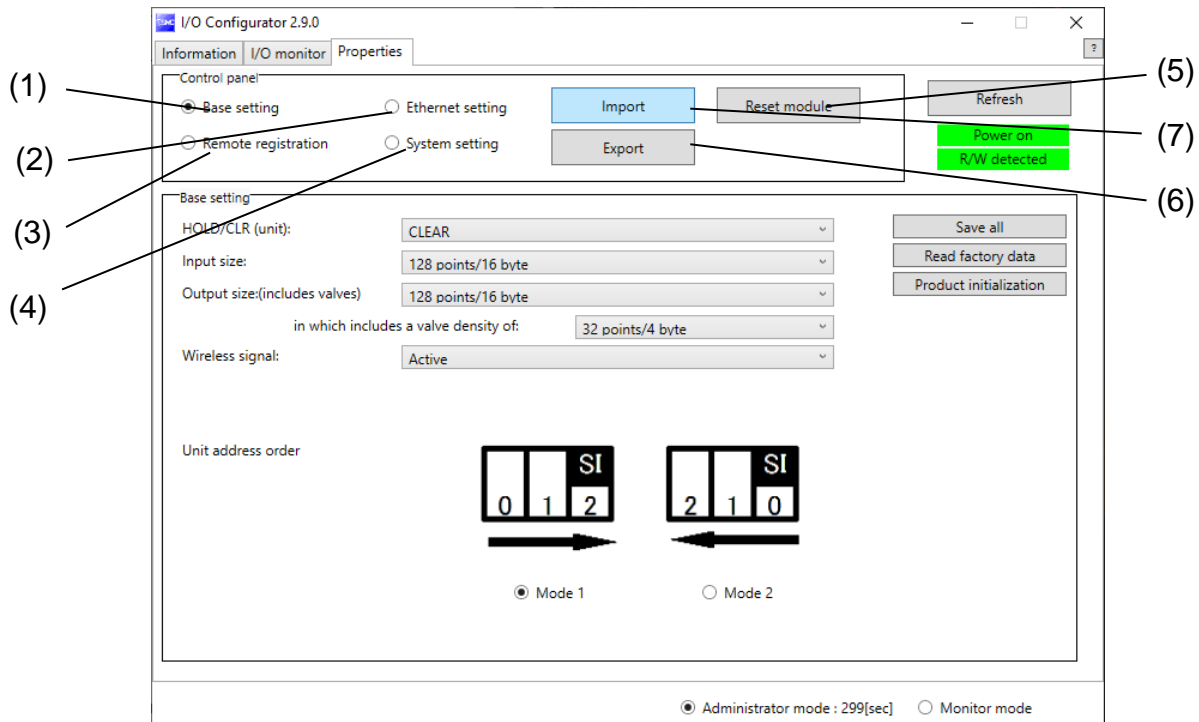 I/O Configurator 2.9.0
Information I/O monitor Properties ?
Control panel
(1) Base setting Ethernet setting Import Reset module Refresh (5)
(2) Remote registration System setting Export Power on (7)
R/W detected
(3) Base setting (6)
HOLD/CLR (unit): CLEAR Save all
(4) Input size: 128 points/16 byte Read factory data
Output size:(includes valves) 128 points/16 byte Product initialization
in which includes a valve density of: 32 points/4 byte
Wireless signal: Active
Unit address order
SI SI
0 1 2 2 1 0
Mode 1 Mode 2
Administrator mode : 299[sec] Monitor mode